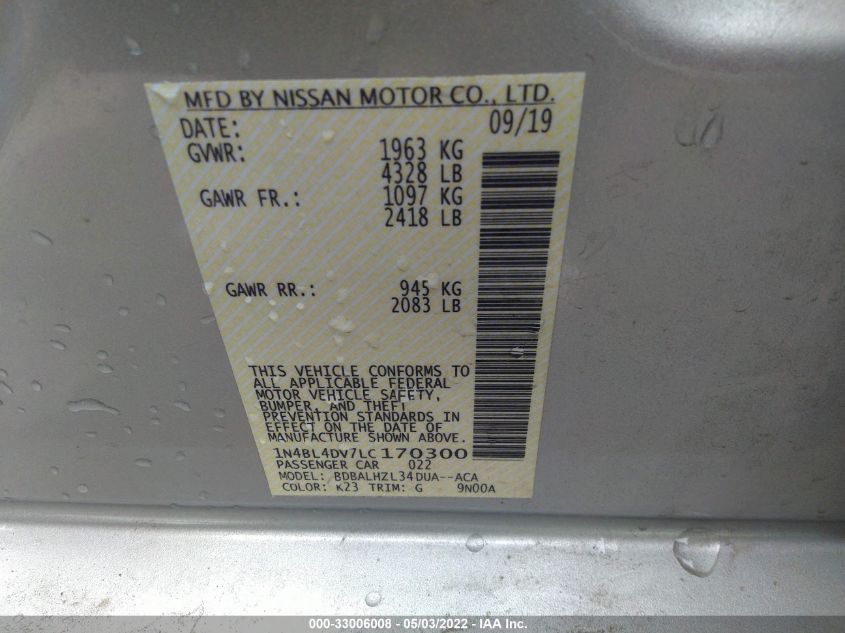 MFD BY NISSAN MOTOR CO., LTD.
DATE: 09/19
GVWR: 1963 KG
4328 LB
GAWR FR.: 1097 KG
2418 LB
GAWR RR.: 945 KG
2083 LB
THIS VEHICLE CONFORMS TO
ALL APPLICABLE FEDERAL
MOTOR VEHICLE SAFETY,
BUMPER, AND THEFT
PREVENTION STANDARDS IN
EFFECT ON THE DATE OF
MANUFACTURE SHOWN ABOVE.
1N4BL4DV7LC170300
PASSENGER CAR 022
MODEL: BDBALHZL34DUA--ACA
COLOR: K23 TRIM: G 9N00A
000-33006008 - 05/03/2022 - IAA Inc.